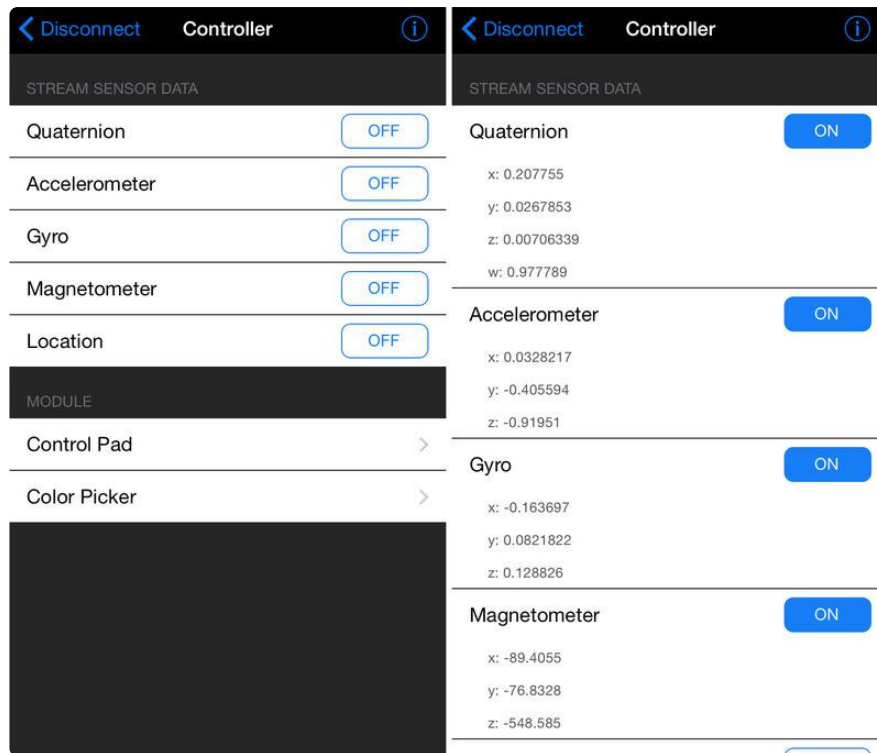 Disconnect Controller
STREAM SENSOR DATA
Quaternion OFF
Accelerometer OFF
Gyro OFF
Magnetometer OFF
Location OFF
MODULE
Control Pad
Color Picker
Disconnect Controller
STREAM SENSOR DATA
Quaternion ON
x: 0.207755
y: 0.0267853
z: 0.00706339
w: 0.977789
Accelerometer ON
x: 0.0328217
y: -0.405594
z: -0.91951
Gyro ON
x: -0.163697
y: 0.0821822
z: 0.128826
Magnetometer ON
x: -89.4055
y: -76.8328
z: -548.585